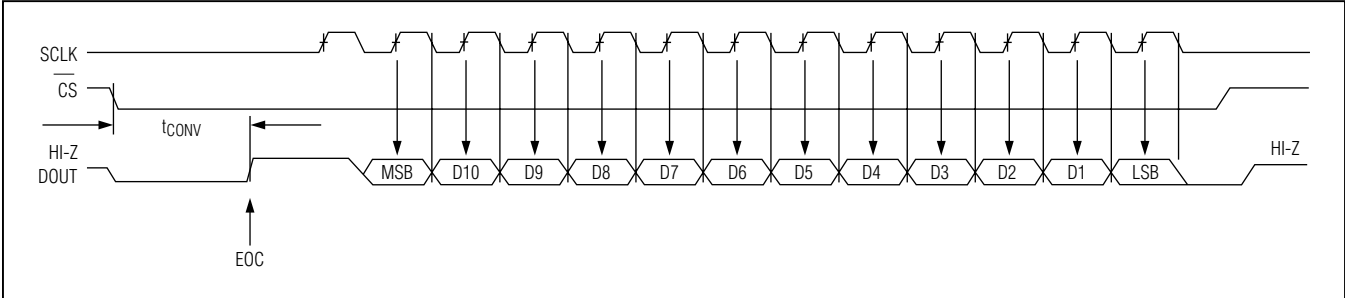 SCLK
CS
tCONV
HI-Z
DOUT
MSB D10 D9 D8 D7 D6 D5 D4 D3 D2 D1 LSB
HI-Z
EOC